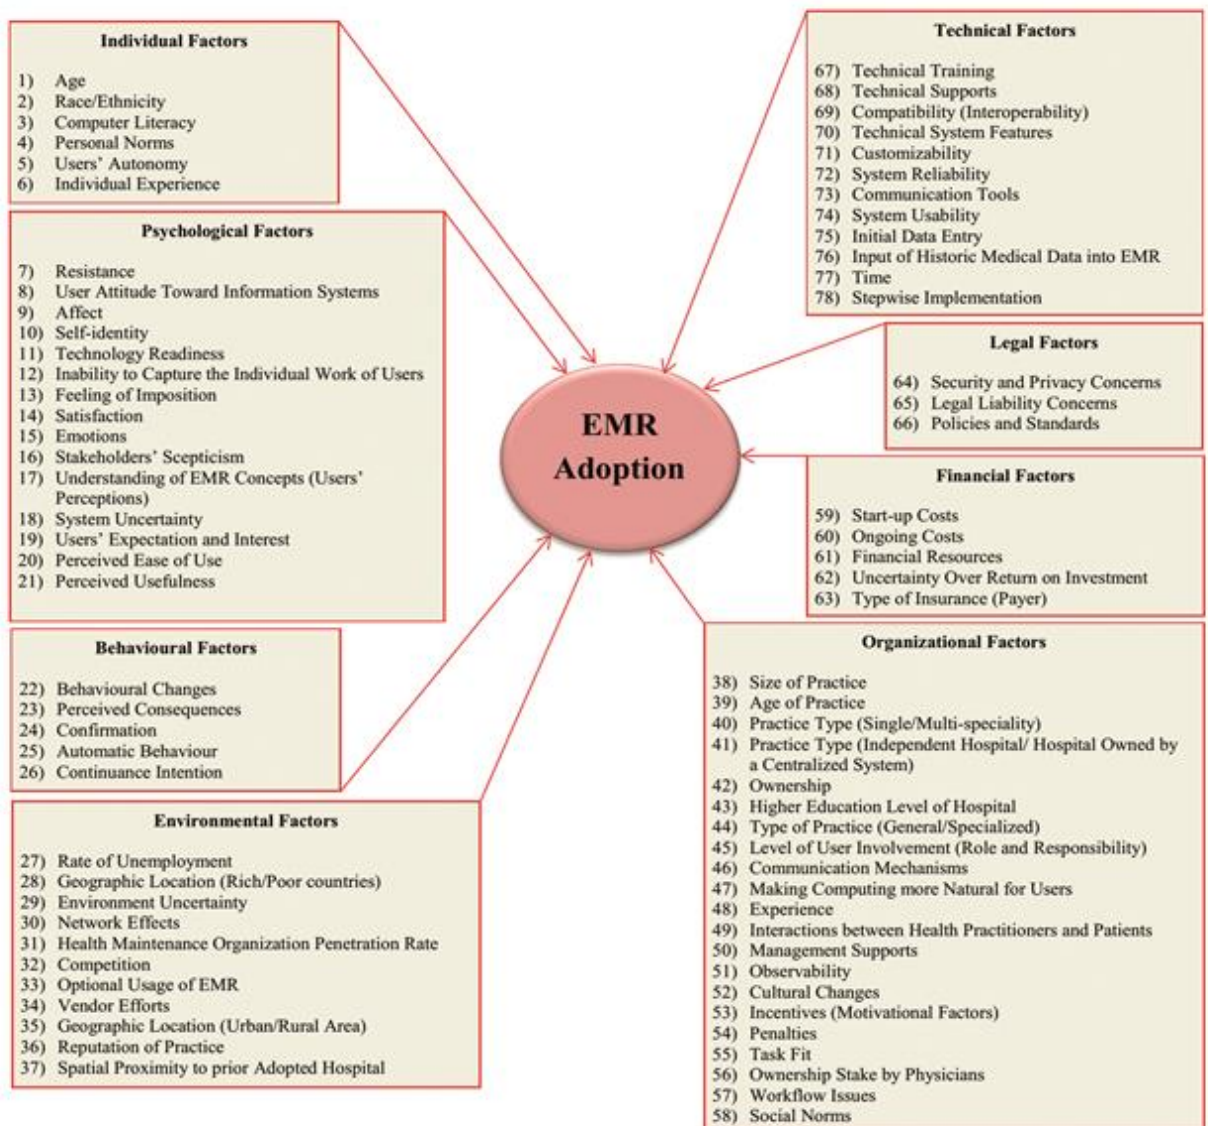 Individual Factors
1) Age
2) Race/Ethnicity
3) Computer Literacy
4) Personal Norms
5) Users' Autonomy
6) Individual Experience
Psychological Factors
7) Resistance
8) User Attitude Toward Information Systems
9) Affect
10) Self-identity
11) Technology Readiness
12) Inability to Capture the Individual Work of Users
13) Feeling of Imposition
14) Satisfaction
15) Emotions
16) Stakeholders' Scepticism
17) Understanding of EMR Concepts (Users'
Perceptions)
18) System Uncertainty
19) Users' Expectation and Interest
20) Perceived Ease of Use
21) Perceived Usefulness
Behavioural Factors
22) Behavioural Changes
23) Perceived Consequences
24) Confirmation
25) Automatic Behaviour
26) Continuance Intention
Environmental Factors
27) Rate of Unemployment
28) Geographic Location (Rich/Poor countries)
29) Environment Uncertainty
30) Network Effects
31) Health Maintenance Organization Penetration Rate
32) Competition
33) Optional Usage of EMR
34) Vendor Efforts
35) Geographic Location (Urban/Rural Area)
36) Reputation of Practice
37) Spatial Proximity to prior Adopted Hospital
EMR
Adoption
Technical Factors
67) Technical Training
68) Technical Supports
69) Compatibility (Interoperability)
70) Technical System Features
71) Customizability
72) System Reliability
73) Communication Tools
74) System Usability
75) Initial Data Entry
76) Input of Historic Medical Data into EMR
77) Time
78) Stepwise Implementation
Legal Factors
64) Security and Privacy Concerns
65) Legal Liability Concerns
66) Policies and Standards
Financial Factors
59) Start-up Costs
60) Ongoing Costs
61) Financial Resources
62) Uncertainty Over Return on Investment
63) Type of Insurance (Payer)
Organizational Factors
38) Size of Practice
39) Age of Practice
40) Practice Type (Single/Multi-speciality)
41) Practice Type (Independent Hospital/ Hospital Owned by
a Centralized System)
42) Ownership
43) Higher Education Level of Hospital
44) Type of Practice (General/Specialized)
45) Level of User Involvement (Role and Responsibility)
46) Communication Mechanisms
47) Making Computing more Natural for Users
48) Experience
49) Interactions between Health Practitioners and Patients
50) Management Supports
51) Observability
52) Cultural Changes
53) Incentives (Motivational Factors)
54) Penalties
55) Task Fit
56) Ownership Stake by Physicians
57) Workflow Issues
58) Social Norms